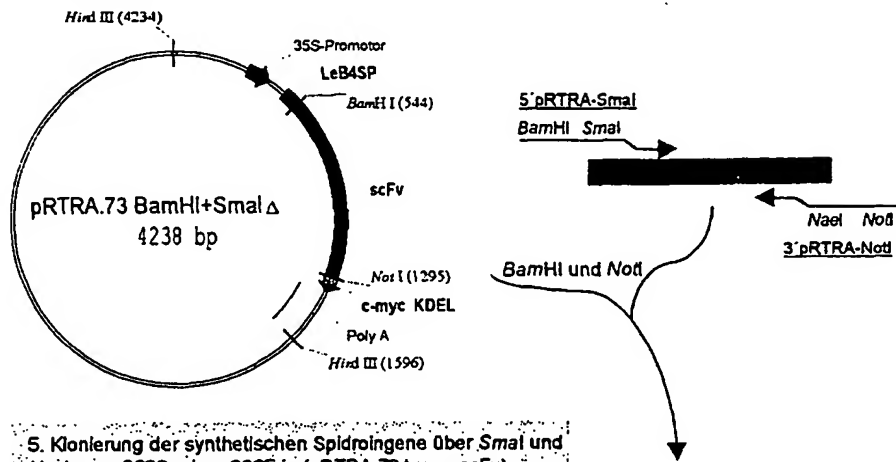 Hind III (4234)
35S-Promotor
LeB4SP
BamH I (544)
scFv
pRTRA.73 BamHI+SmaI Δ
4238 bp
Not I (1295)
c-myc KDEL
Poly A
Hind III (1596)
5´pRTRA-SmaI
BamHI SmaI
NaeI NotI
3´pRTRA-NotI
BamHI und NotI
5. Klonierung der synthetischen Spidroingene über SmaI und